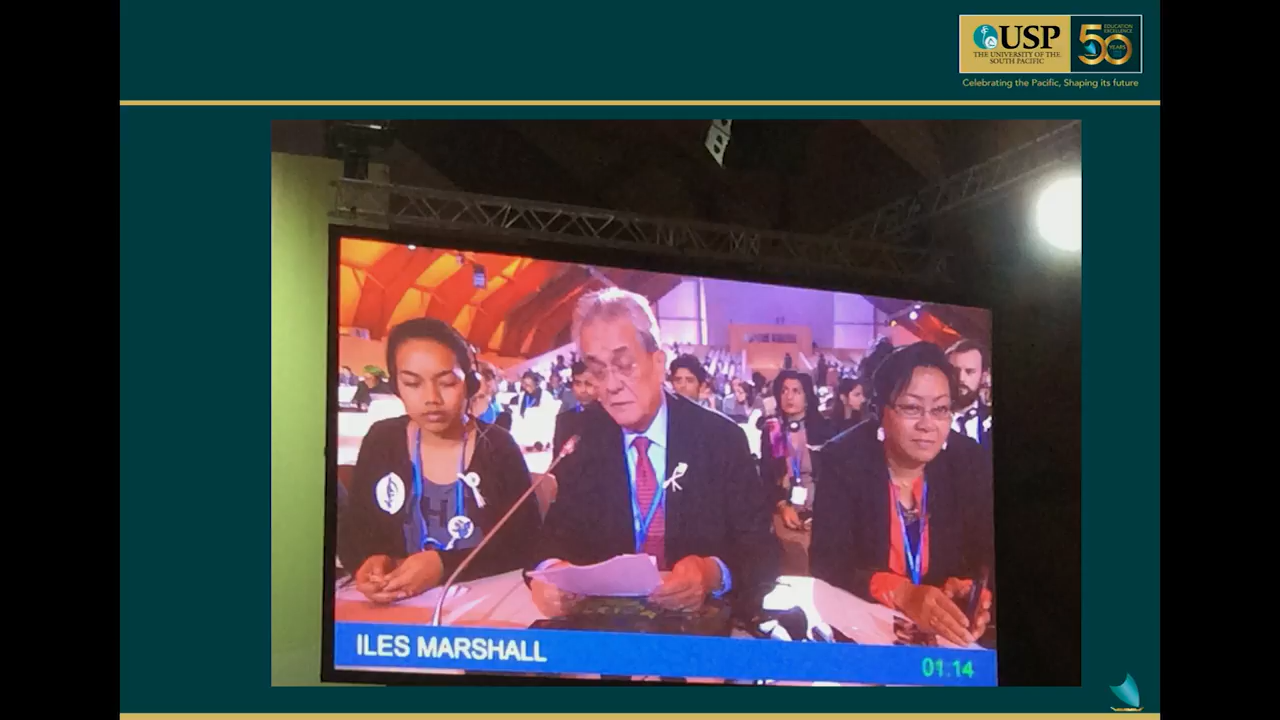 USP
THE UNIVERSITY OF THE
SOUTH PACIFIC
EDUCATION
EXCELLENCE
50
YEARS
Celebrating the Pacific, Shaping its future
ILES MARSHALL
01.14